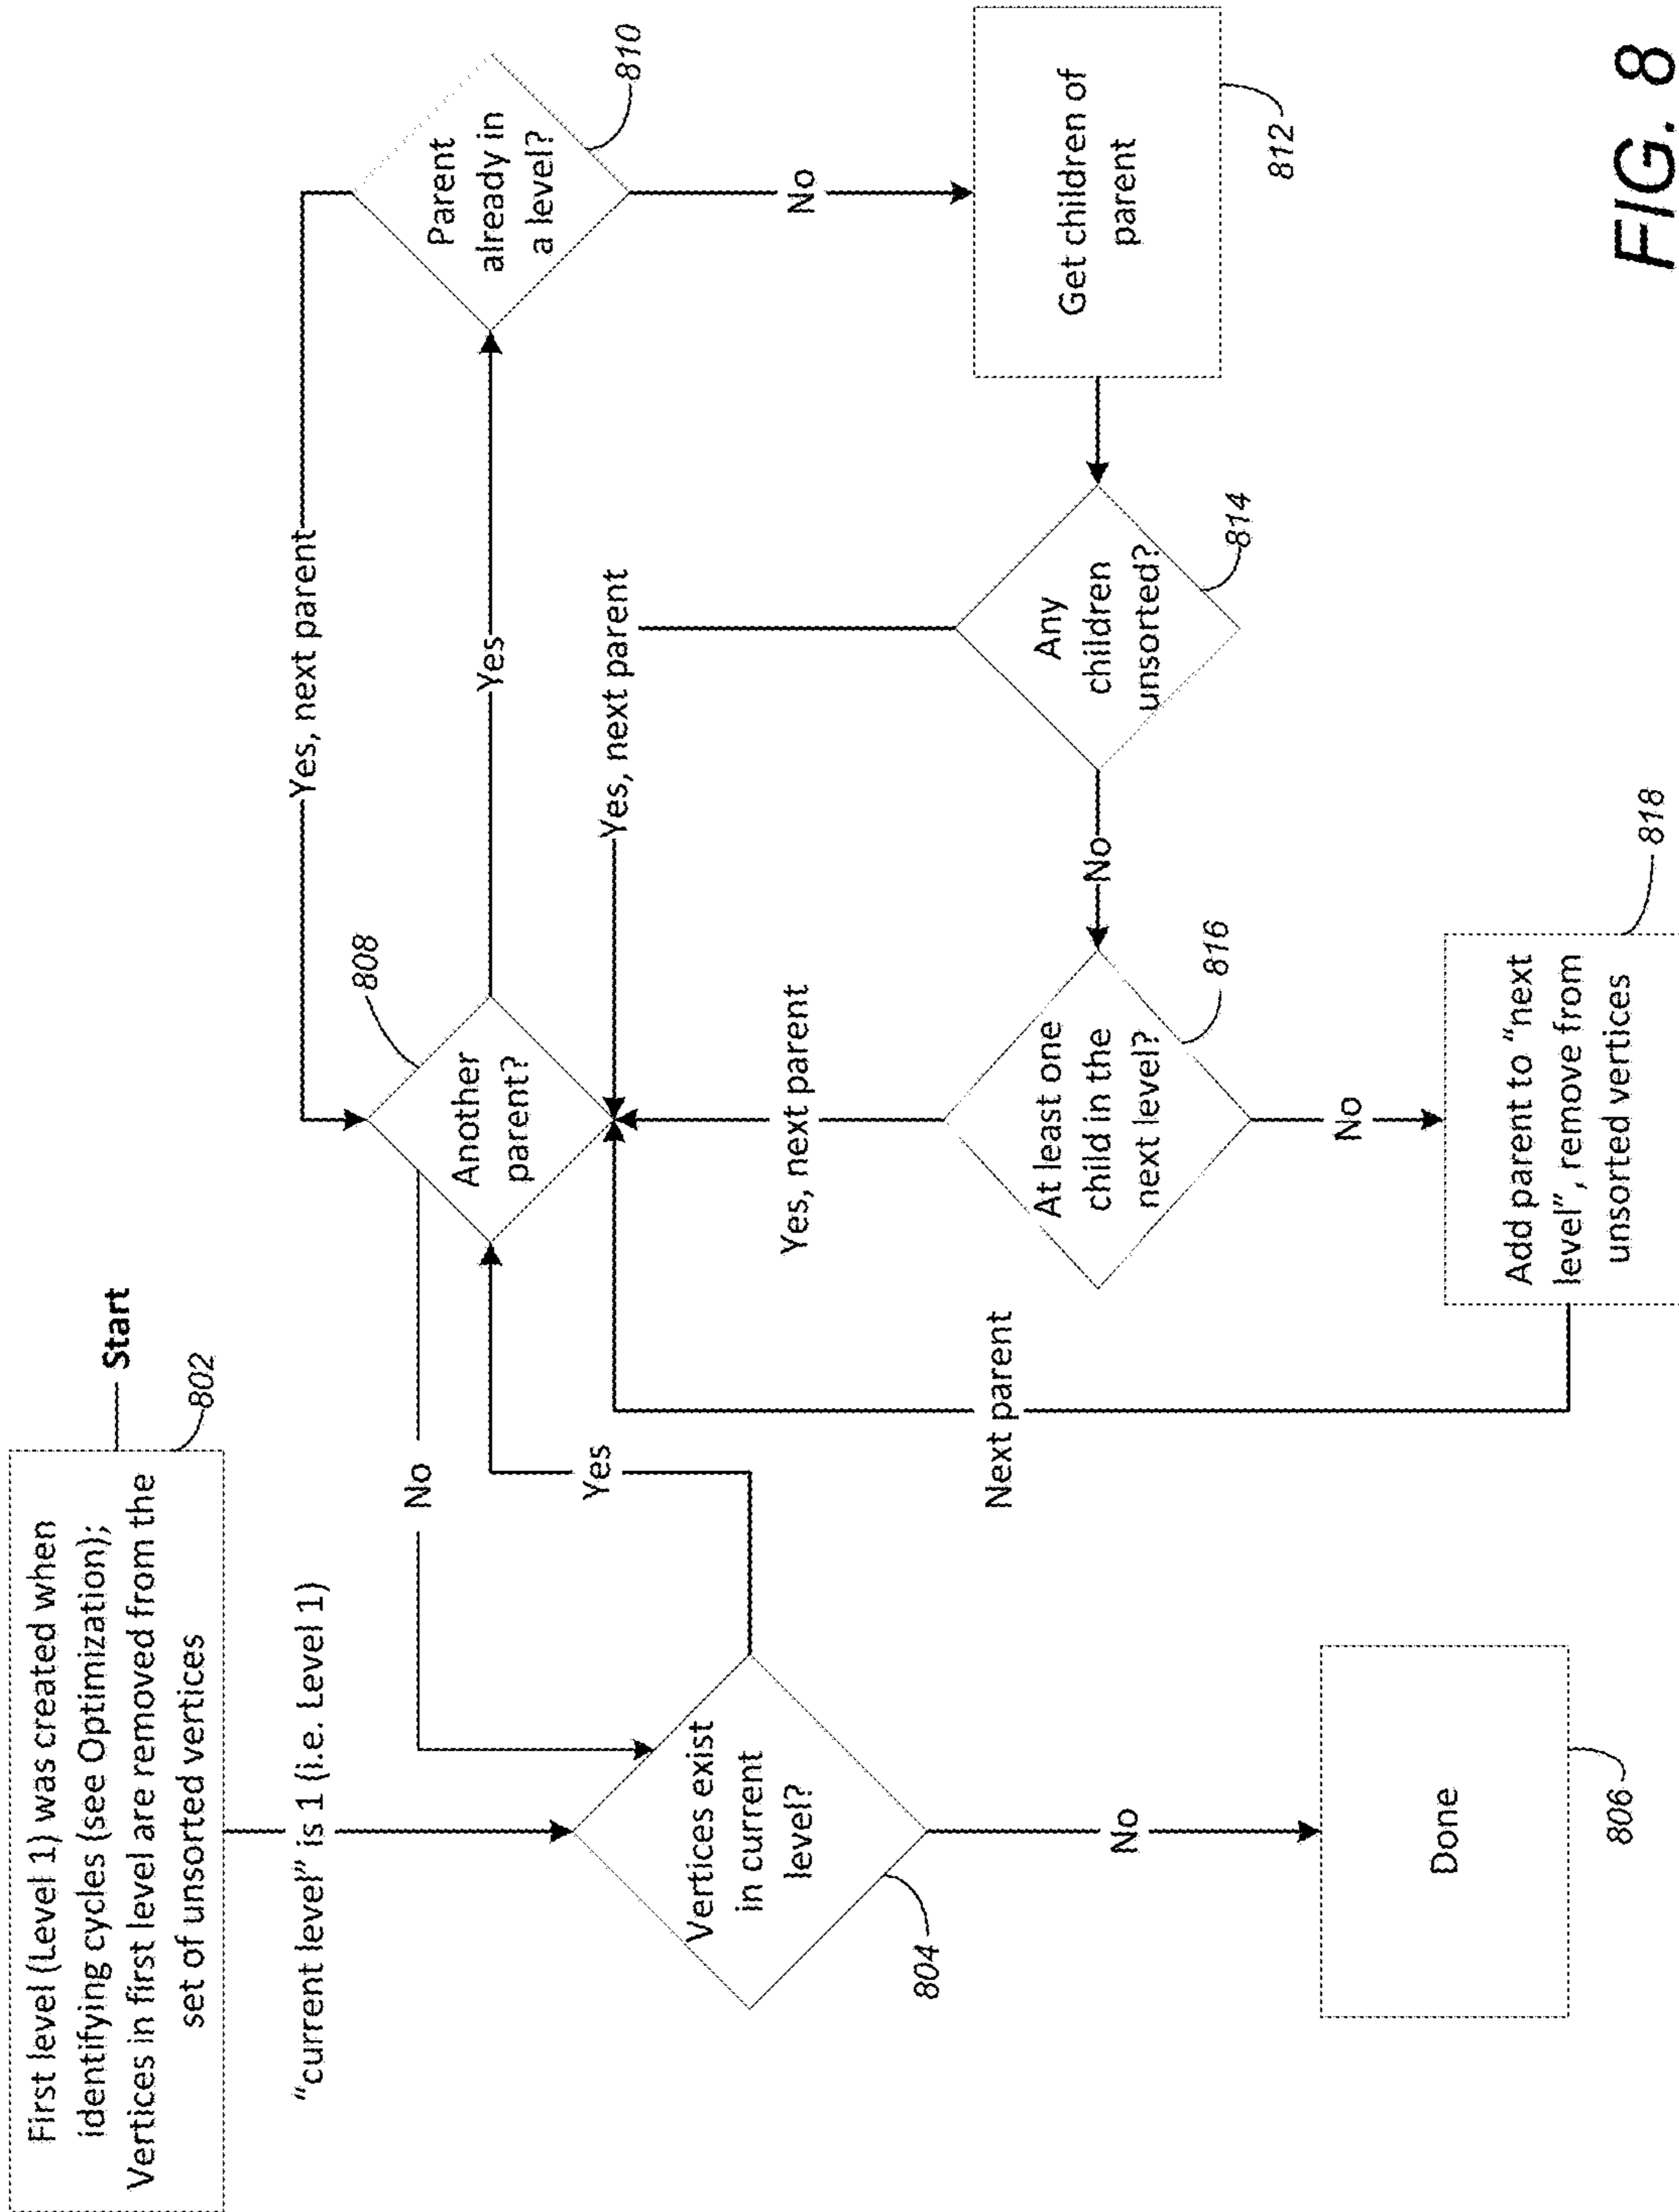 Start
First level (Level 1) was created when
identifying cycles (see Optimization);
Vertices in first level are removed from the
set of unsorted vertices
802
"current level" is 1 (i.e. Level 1)
Vertices exist
in current
level?
804
No
Done
806
Yes
No
Another
parent?
808
Yes
Yes, next parent
Parent
already in
a level?
810
No
Get children of
parent
812
Any
children
unsorted?
814
Yes, next parent
No
At least one
child in the
next level?
816
Yes, next parent
No
Add parent to "next
level", remove from
unsorted vertices
818
Next parent
FIG. 8